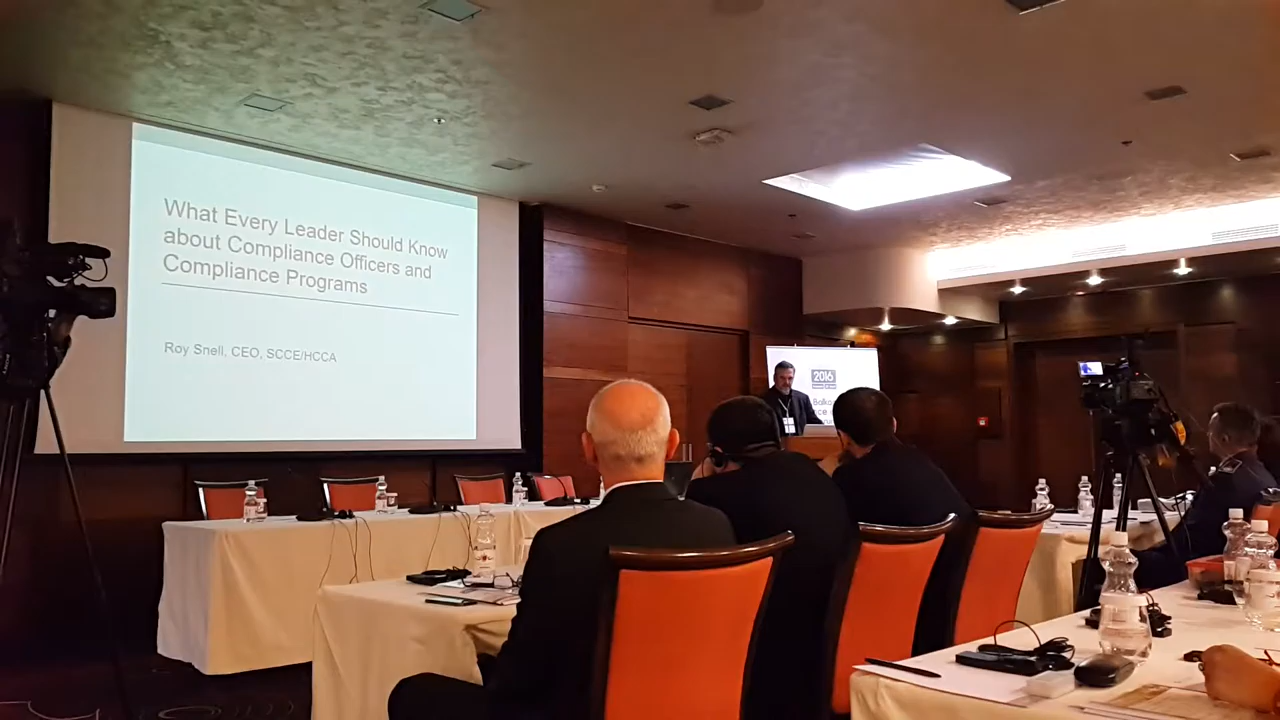 What Every Leader Should Know
about Compliance Officers and
Compliance Programs
Roy Snell, CEO, SCCE/HCCA
2016